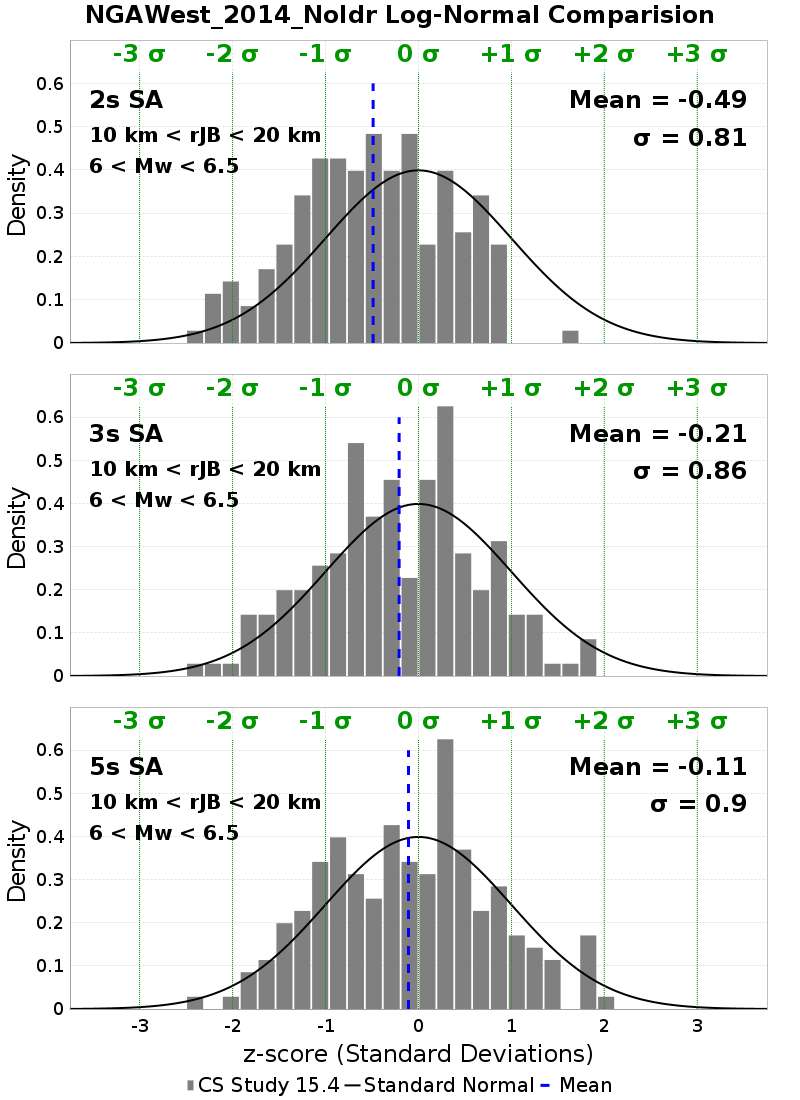 NGAWest_2014_NoIdr Log-Normal Comparision
-3 σ -2 σ -1 σ 0 σ +1 σ +2 σ +3 σ
0.6
2s SA Mean = -0.49
0.5
10 km < rJB < 20 km σ = 0.81
6 < Mw < 6.5
0.4
Density
0.3
0.2
0.1
0
-3 σ -2 σ -1 σ 0 σ +1 σ +2 σ +3 σ
0.6
3s SA Mean = -0.21
0.5
10 km < rJB < 20 km σ = 0.86
6 < Mw < 6.5
0.4
Density
0.3
0.2
0.1
0
-3 σ -2 σ -1 σ 0 σ +1 σ +2 σ +3 σ
0.6
5s SA Mean = -0.11
0.5
10 km < rJB < 20 km σ = 0.9
6 < Mw < 6.5
0.4
Density
0.3
0.2
0.1
0
-3 -2 -1 0 1 2 3
z-score (Standard Deviations)
CS Study 15.4 Standard Normal Mean